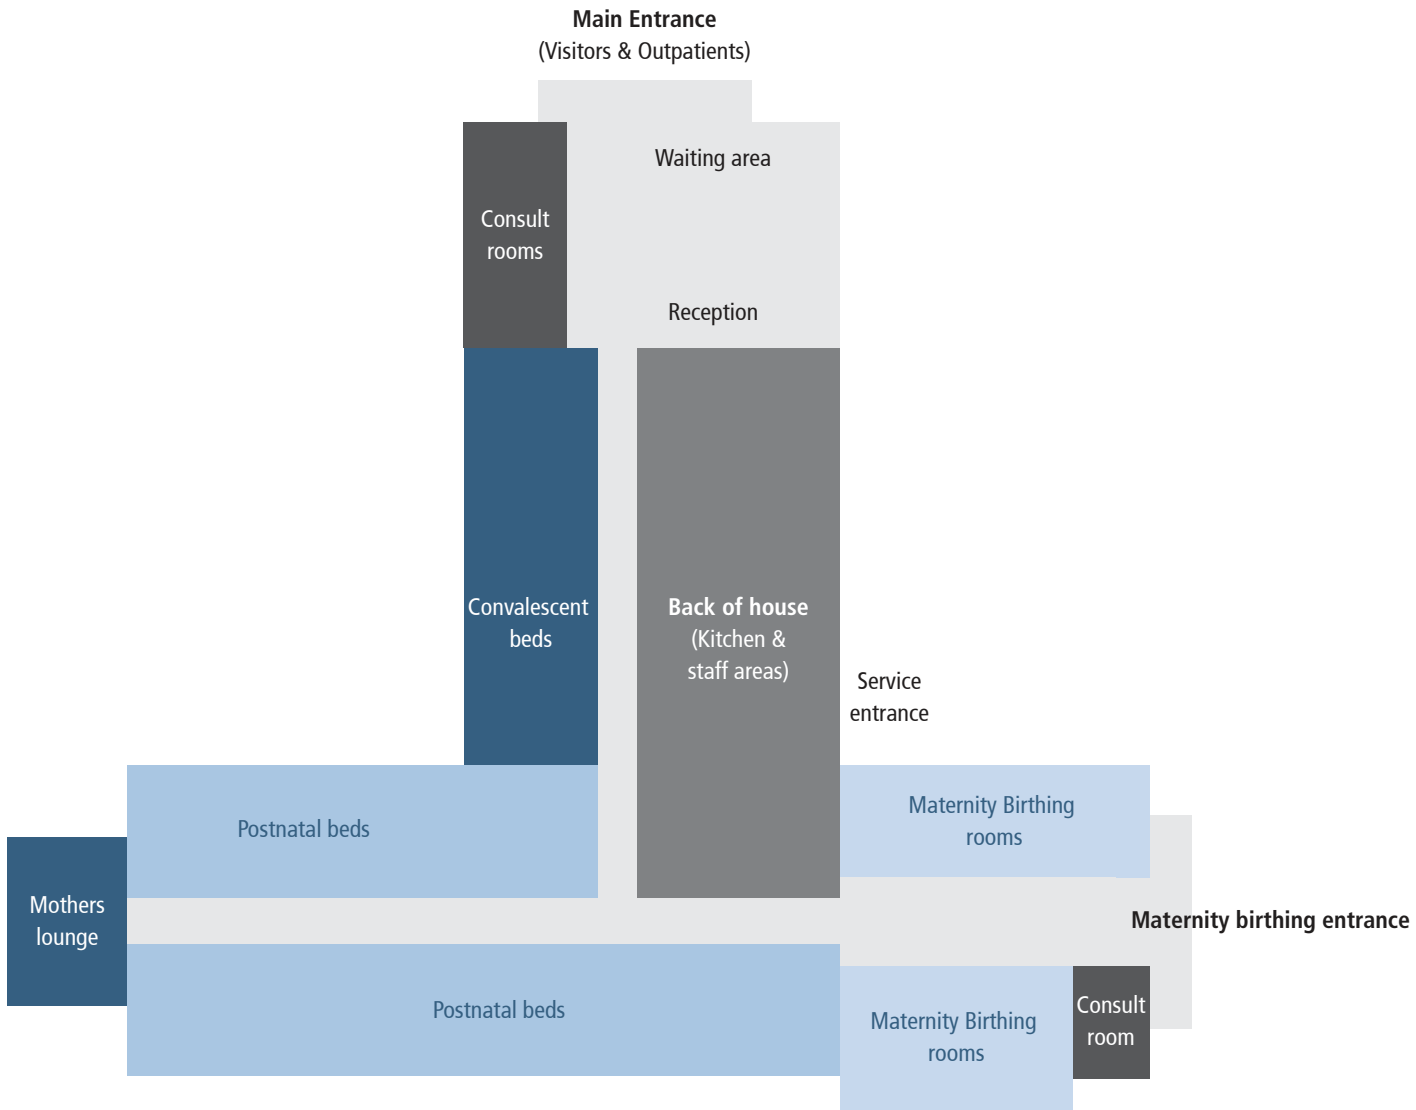 Main Entrance
(Visitors & Outpatients)
Waiting area
Consult
rooms
Reception
Convalescent
beds
Back of house
(Kitchen &
staff areas)
Service
entrance
Postnatal beds
Maternity Birthing
rooms
Mothers
lounge
Maternity birthing entrance
Postnatal beds
Maternity Birthing
rooms
Consult
room